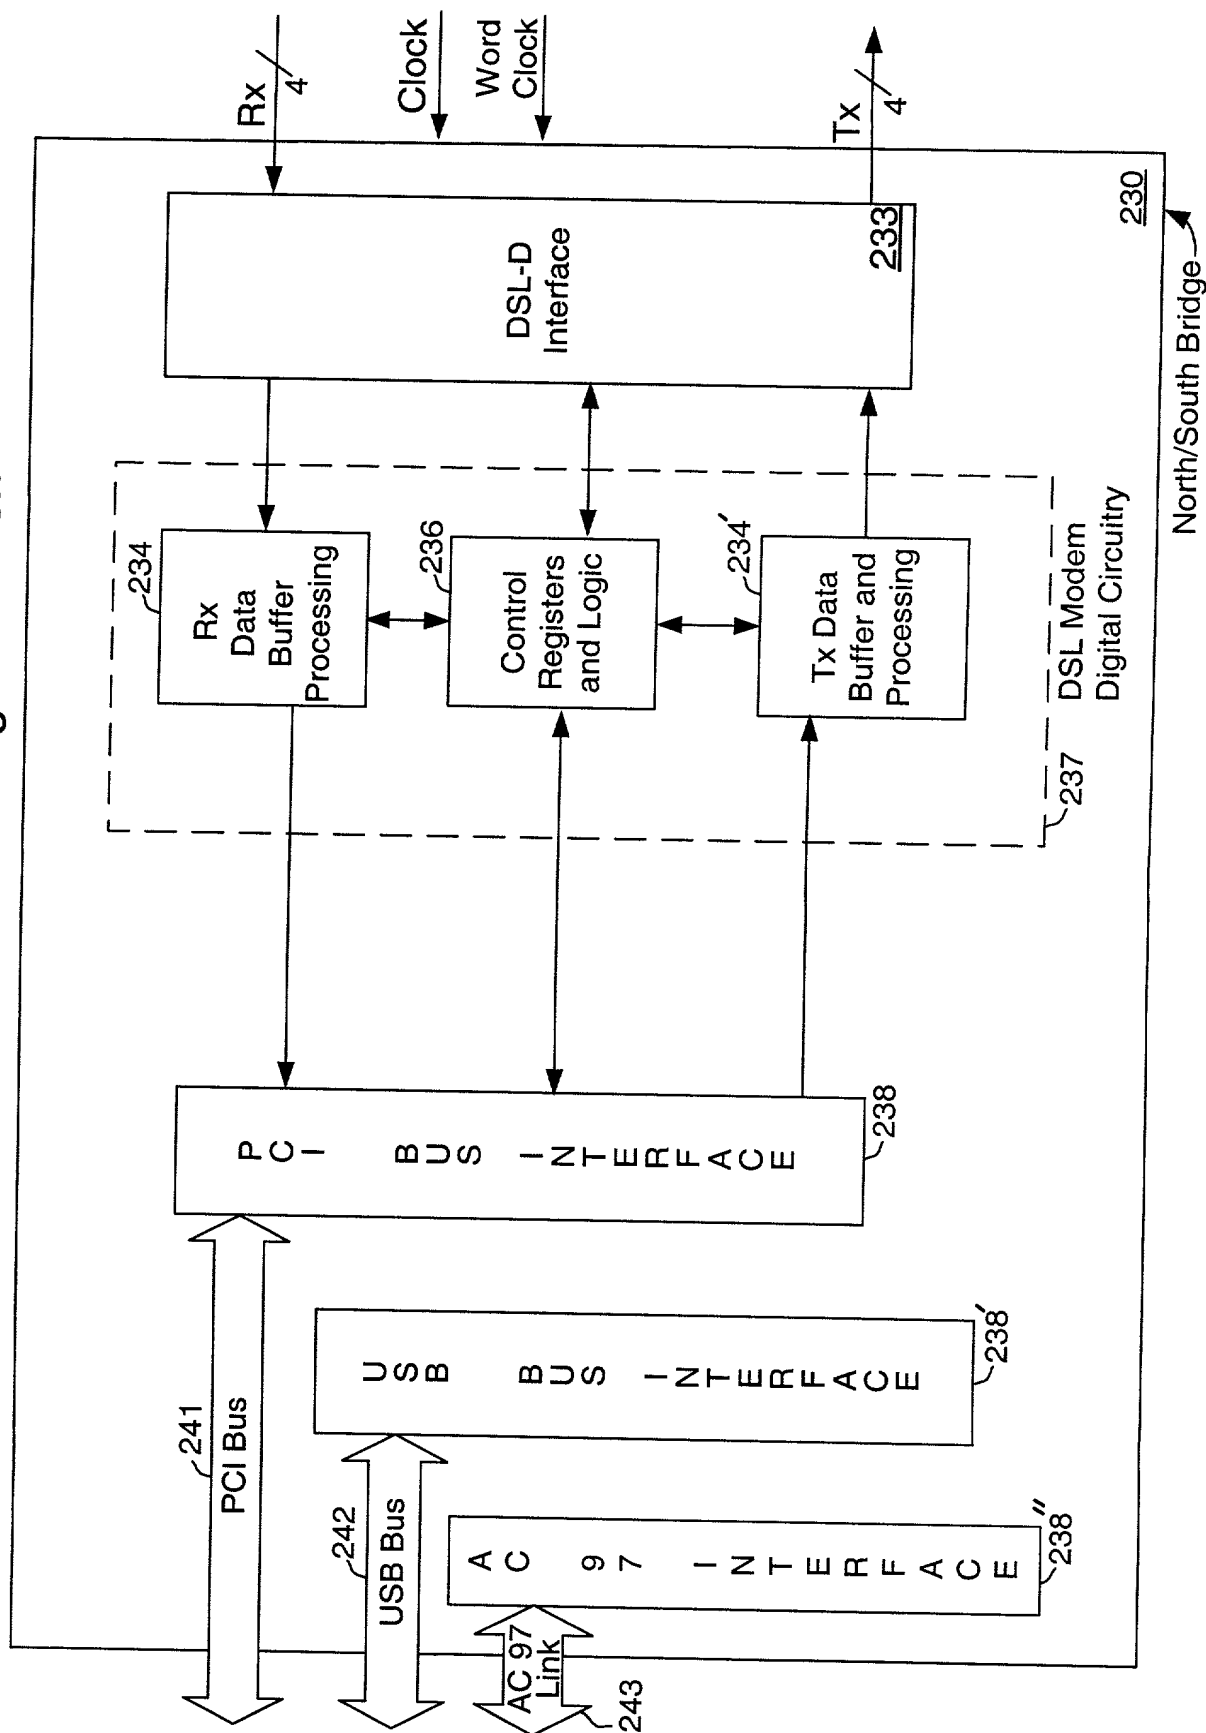 Rx
4
Clock
Word
Clock
Tx
4
DSL-D
Interface
233
230
North/South Bridge
234
Rx
Data
Buffer
Processing
236
Control
Registers
and Logic
234'
Tx Data
Buffer and
Processing
237
DSL Modem
Digital Circuitry
PCI BUS INTERFACE
238
USB BUS INTERFACE
238'
AC 97 INTERFACE
238"
241
PCI Bus
242
USB Bus
AC 97
Link
243